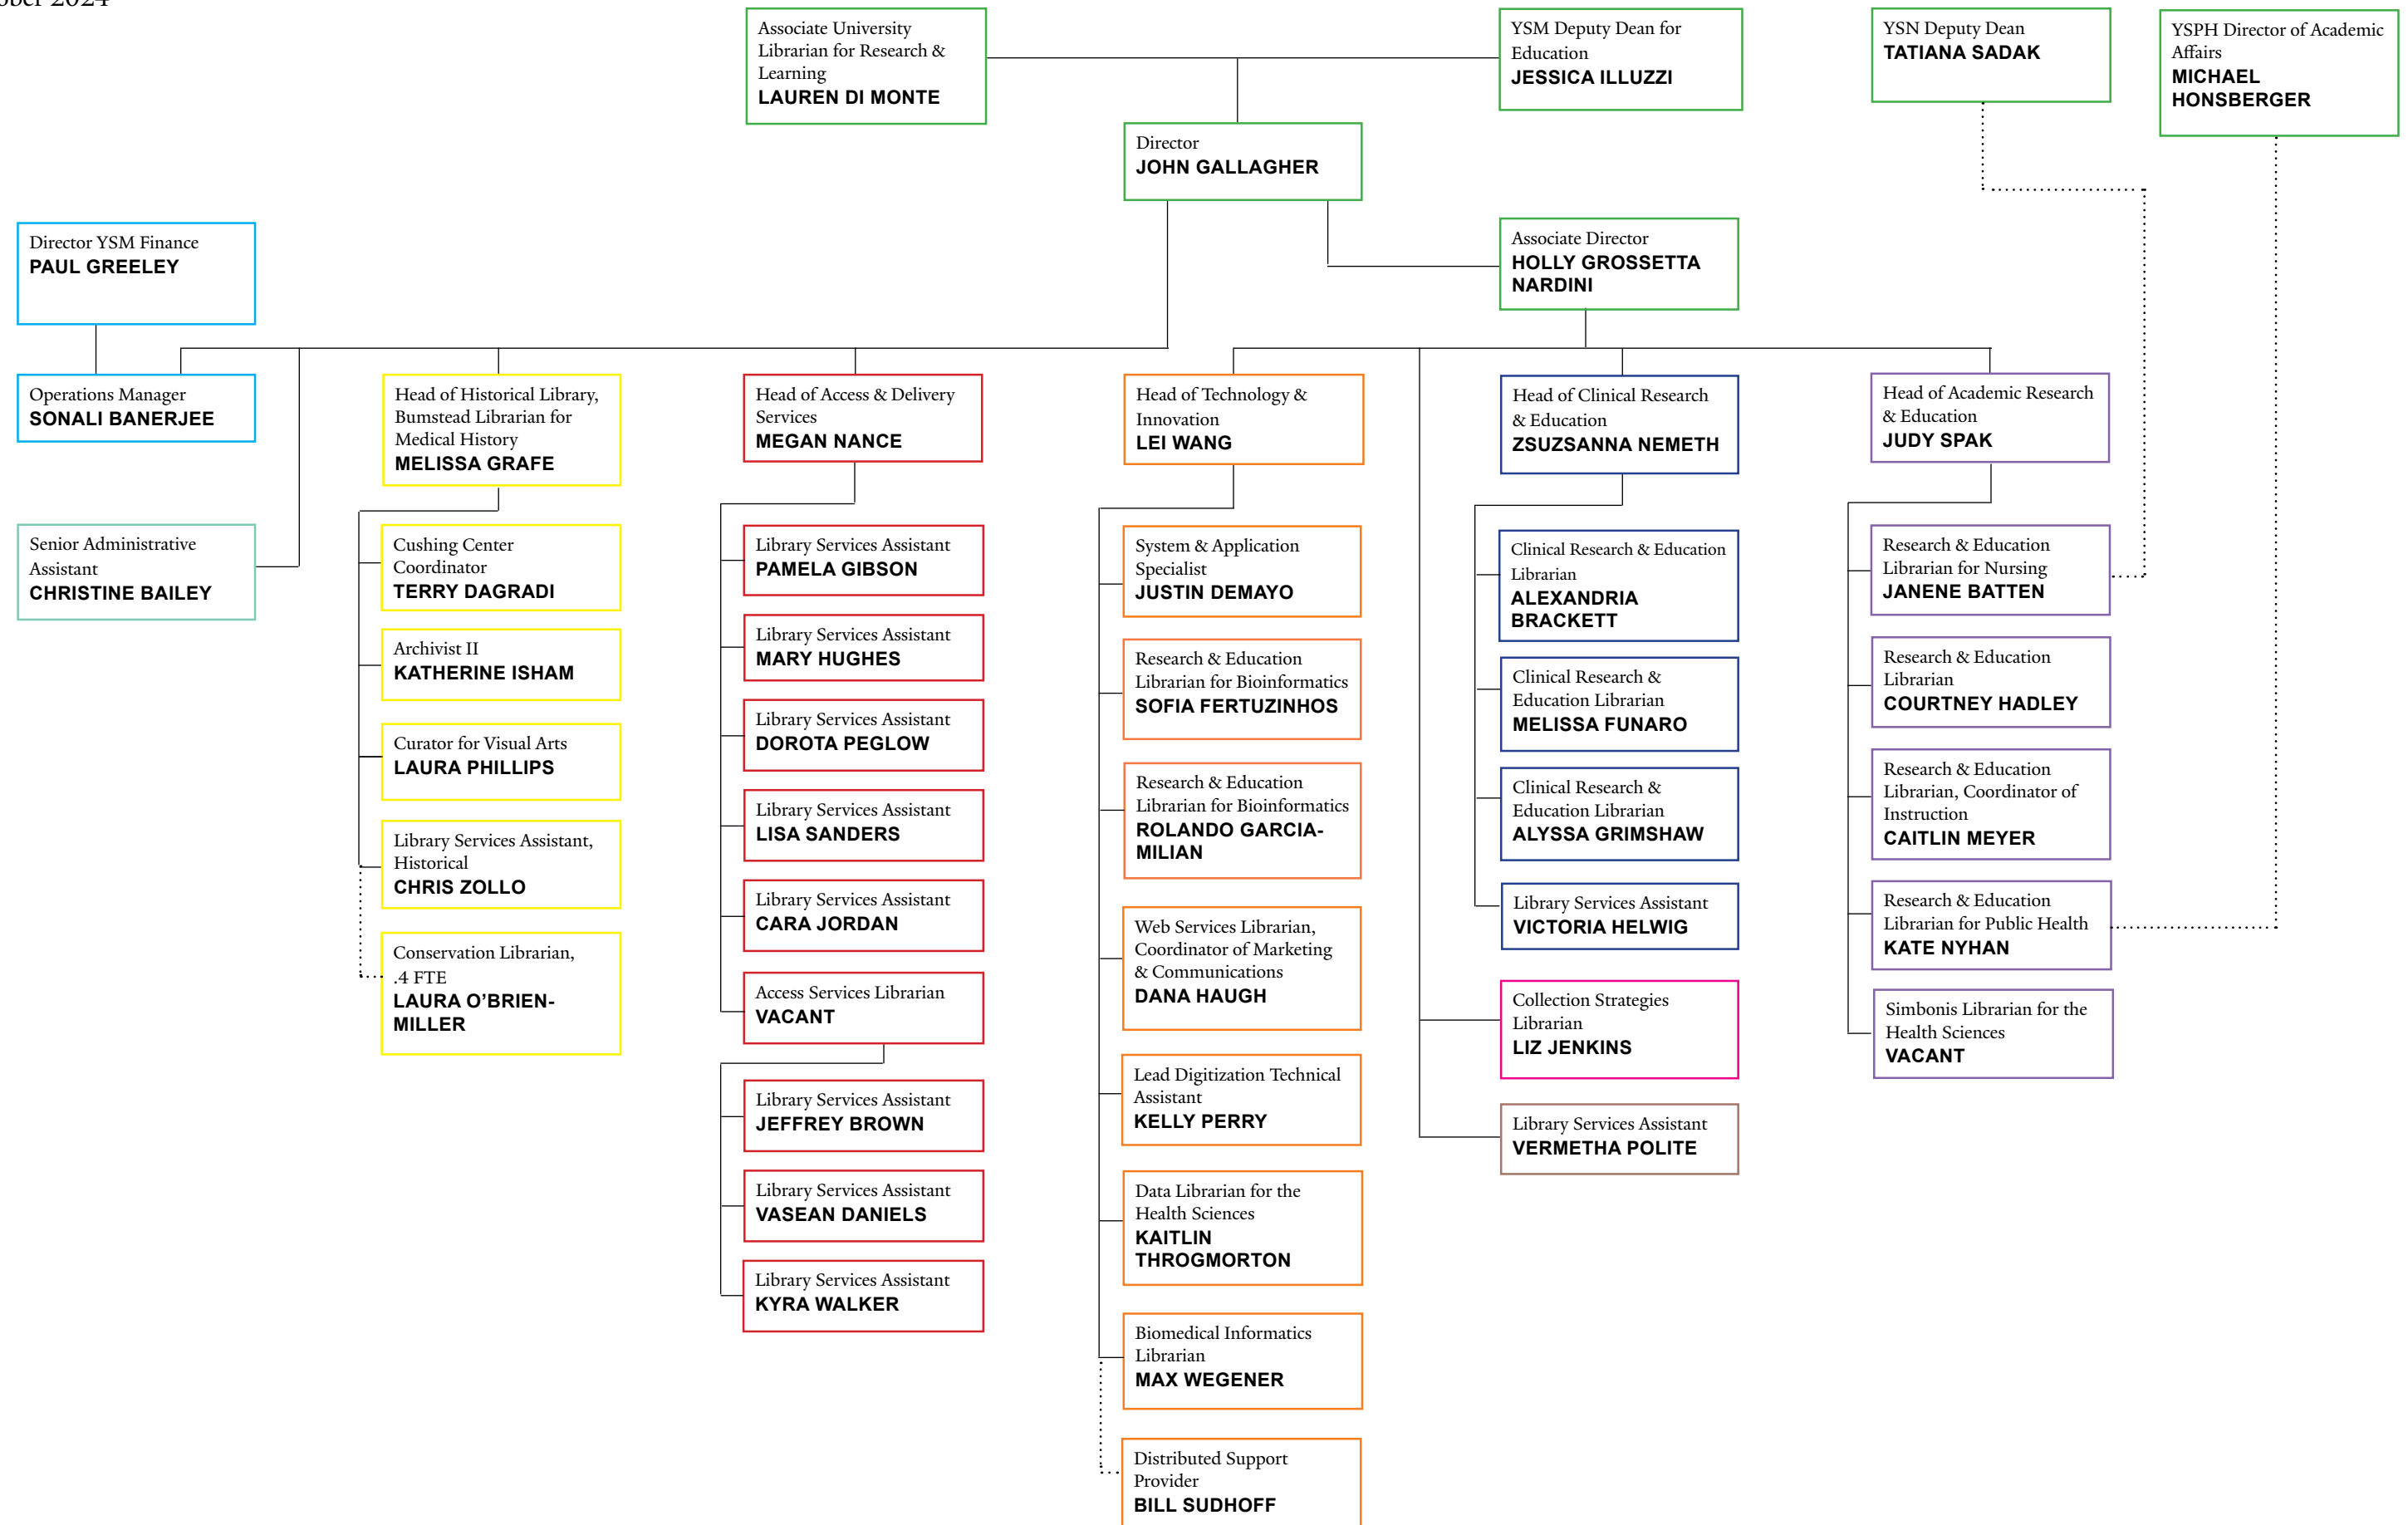 2024
Associate University
Librarian for Research &
Learning
LAUREN DI MONTE
YSM Deputy Dean for
Education
JESSICA ILLUZZI
YSN Deputy Dean
TATIANA SADAK
YSPH Director of Academic
Affairs
MICHAEL
HONSBERGER
Director
JOHN GALLAGHER
Director YSM Finance
PAUL GREELEY
Associate Director
HOLLY GROSSETTA
NARDINI
Operations Manager
SONALI BANERJEE
Senior Administrative
Assistant
CHRISTINE BAILEY
Head of Historical Library,
Bumstead Librarian for
Medical History
MELISSA GRAFE
Cushing Center
Coordinator
TERRY DAGRADI
Archivist II
KATHERINE ISHAM
Curator for Visual Arts
LAURA PHILLIPS
Library Services Assistant,
Historical
CHRIS ZOLLO
Conservation Librarian,
.4 FTE
LAURA O’BRIEN-
MILLER
Head of Access & Delivery
Services
MEGAN NANCE
Library Services Assistant
PAMELA GIBSON
Library Services Assistant
MARY HUGHES
Library Services Assistant
DOROTA PEGLOW
Library Services Assistant
LISA SANDERS
Library Services Assistant
CARA JORDAN
Access Services Librarian
VACANT
Library Services Assistant
JEFFREY BROWN
Library Services Assistant
VASEAN DANIELS
Library Services Assistant
KYRA WALKER
Head of Technology &
Innovation
LEI WANG
System & Application
Specialist
JUSTIN DEMAYO
Research & Education
Librarian for Bioinformatics
SOFIA FERTUZINHOS
Research & Education
Librarian for Bioinformatics
ROLANDO GARCIA-
MILIAN
Web Services Librarian,
Coordinator of Marketing
& Communications
DANA HAUGH
Lead Digitization Technical
Assistant
KELLY PERRY
Data Librarian for the
Health Sciences
KAITLIN
THROGMORTON
Biomedical Informatics
Librarian
MAX WEGENER
Distributed Support
Provider
BILL SUDHOFF
Head of Clinical Research
& Education
ZSUZSANNA NEMETH
Clinical Research & Education
Librarian
ALEXANDRIA
BRACKETT
Clinical Research &
Education Librarian
MELISSA FUNARO
Clinical Research &
Education Librarian
ALYSSA GRIMSHAW
Library Services Assistant
VICTORIA HELWIG
Collection Strategies
Librarian
LIZ JENKINS
Library Services Assistant
VERMETHA POLITE
Head of Academic Research
& Education
JUDY SPAK
Research & Education
Librarian for Nursing
JANENE BATTEN
Research & Education
Librarian
COURTNEY HADLEY
Research & Education
Librarian, Coordinator of
Instruction
CAITLIN MEYER
Research & Education
Librarian for Public Health
KATE NYHAN
Simbonis Librarian for the
Health Sciences
VACANT